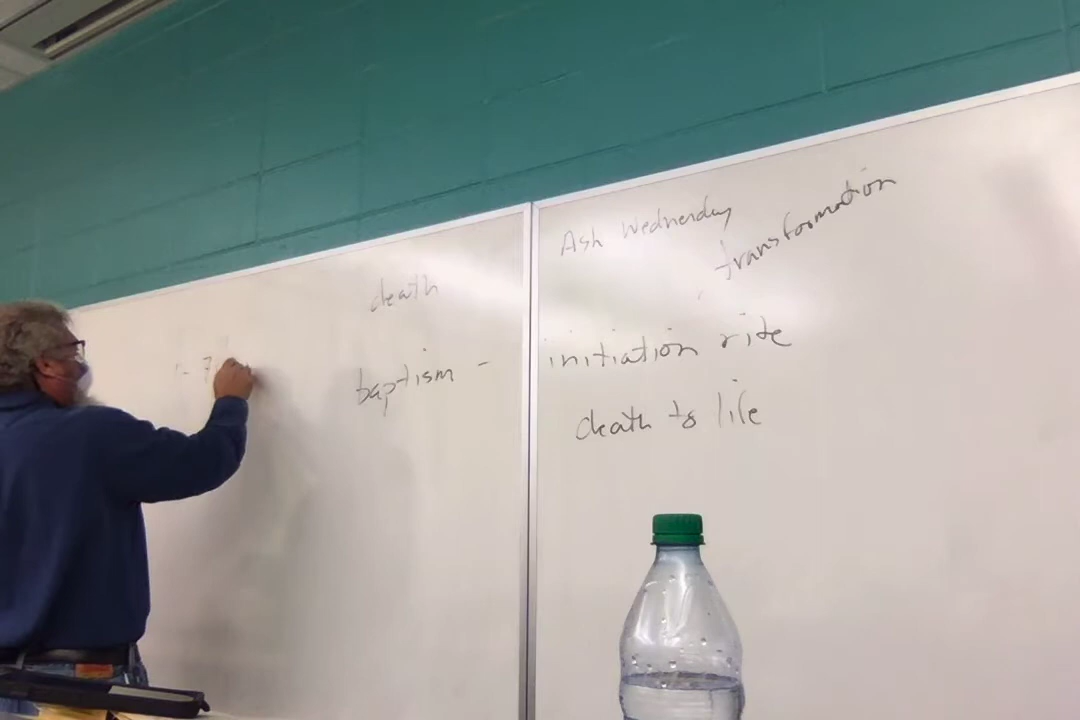 death
baptism -
Ash Wednesday
transformation
initiation rite
death to life